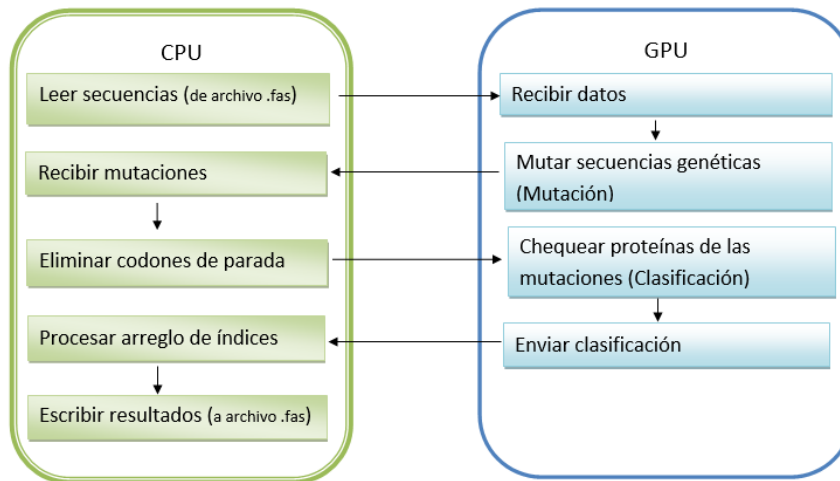 CPU
Leer secuencias (de archivo .fas)
Recibir mutaciones
Eliminar codones de parada
Procesar arreglo de índices
Escribir resultados (a archivo .fas)
GPU
Recibir datos
Mutar secuencias genéticas
(Mutación)
Chequear proteínas de las
mutaciones (Clasificación)
Enviar clasificación